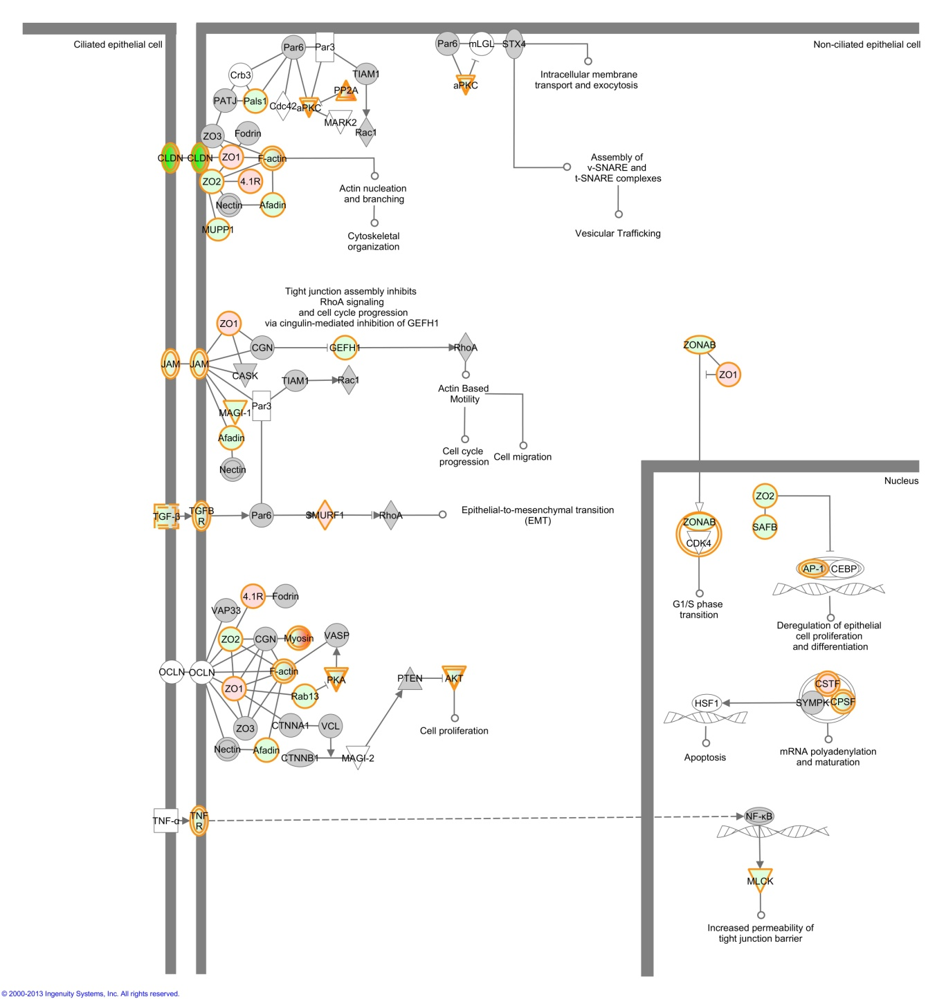 Ciliated epithelial cell
Non-ciliated epithelial cell
Par6
Par3
Crb3
TIAM1
PP2A
PATJ
Pals1
Cdc42
aPKC
MARK2
Rac1
ZO3
Fodrin
CLDN
CLDN
ZO1
F-actin
ZO2
4.1R
Nectin
Afadin
MUPP1
Actin nucleation
and branching
Cytoskeletal
organization
Par6
mLGL
STX4
aPKC
Intracellular membrane
transport and exocytosis
Assembly of
v-SNARE and
t-SNARE complexes
Vesicular Trafficking
Tight junction assembly inhibits
RhoA signaling
and cell cycle progression
via cingulin-mediated inhibition of GEFH1
ZO1
CGN
GEFH1
RhoA
JAM
JAM
CASK
TIAM1
Rac1
MAGI-1
Par3
Afadin
Nectin
Actin Based
Motility
Cell cycle
progression
Cell migration
ZONAB
ZO1
Nucleus
TGF-β
TGFB
R
Par6
SMURF1
RhoA
Epithelial-to-mesenchymal transition
(EMT)
ZONAB
CDK4
G1/S phase
transition
ZO2
SAFB
AP-1
CEBP
Deregulation of epithelial
cell proliferation
and differentiation
4.1R
Fodrin
VAP33
ZO2
CGN
Myosin
VASP
OCLN
OCLN
F-actin
PKA
ZO1
Rab13
PTEN
AKT
ZO3
CTNNA1
VCL
Nectin
Afadin
CTNNB1
MAGI-2
Cell proliferation
HSF1
CSTF
SYMPK
CPSF
Apoptosis
mRNA polyadenylation
and maturation
TNF-α
TNF
R
NF-κB
MLCK
Increased permeability of
tight junction barrier
© 2000-2013 Ingenuity Systems, Inc. All rights reserved.